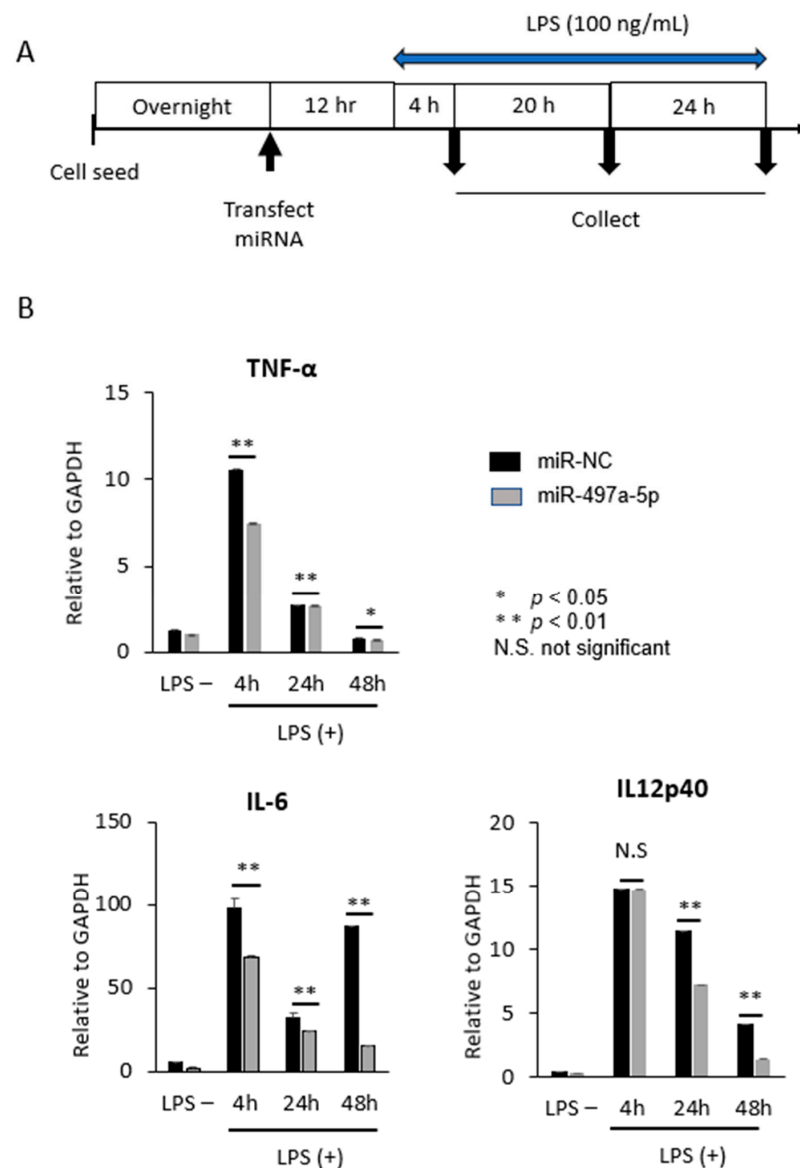 A
LPS (100 ng/mL)
Overnight
12 hr
4 h
20 h
24 h
Cell seed
Transfect
miRNA
Collect
B
TNF-α
Relative to GAPDH
15
10
5
0
**
**
*
LPS –
4h
24h
48h
LPS (+)
miR-NC
miR-497a-5p
* p < 0.05
** p < 0.01
N.S. not significant
IL-6
Relative to GAPDH
150
100
50
0
**
**
**
LPS –
4h
24h
48h
LPS (+)
IL12p40
Relative to GAPDH
20
15
10
5
0
N.S
**
**
LPS –
4h
24h
48h
LPS (+)